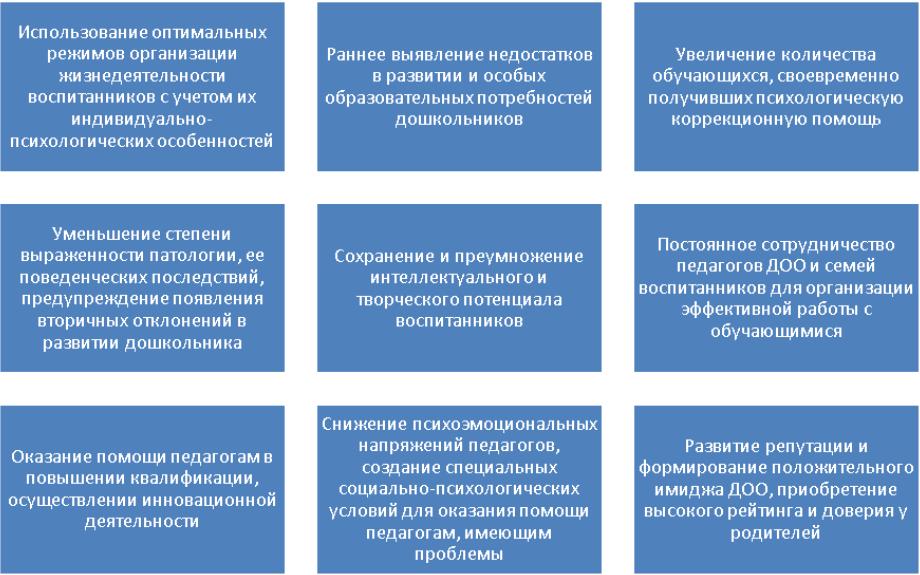 Использование оптимальных
режимов организации
жизнедеятельности
воспитанников с учетом их
индивидуально-
психологических особенностей
Раннее выявление недостатков
в развитии и особых
образовательных потребностей
дошкольников
Увеличение количества
обучающихся, своевременно
получивших психологическую
коррекционную помощь
Уменьшение степени
выраженности патологии, ее
поведенческих последствий,
предупреждение появления
вторичных отклонений в
развитии дошкольника
Сохранение и преумножение
интеллектуального и
творческого потенциала
воспитанников
Постоянное сотрудничество
педагогов ДОО и семей
воспитанников для организации
эффективной работы с
обучающимися
Оказание помощи педагогам в
повышении квалификации,
осуществлении инновационной
деятельности
Снижение психоэмоциональных
напряжений педагогов,
создание специальных
социально-психологических
условий для оказания помощи
педагогам, имеющим
проблемы
Развитие репутации и
формирование положительного
имиджа ДОО, приобретение
высокого рейтинга и доверия у
родителей